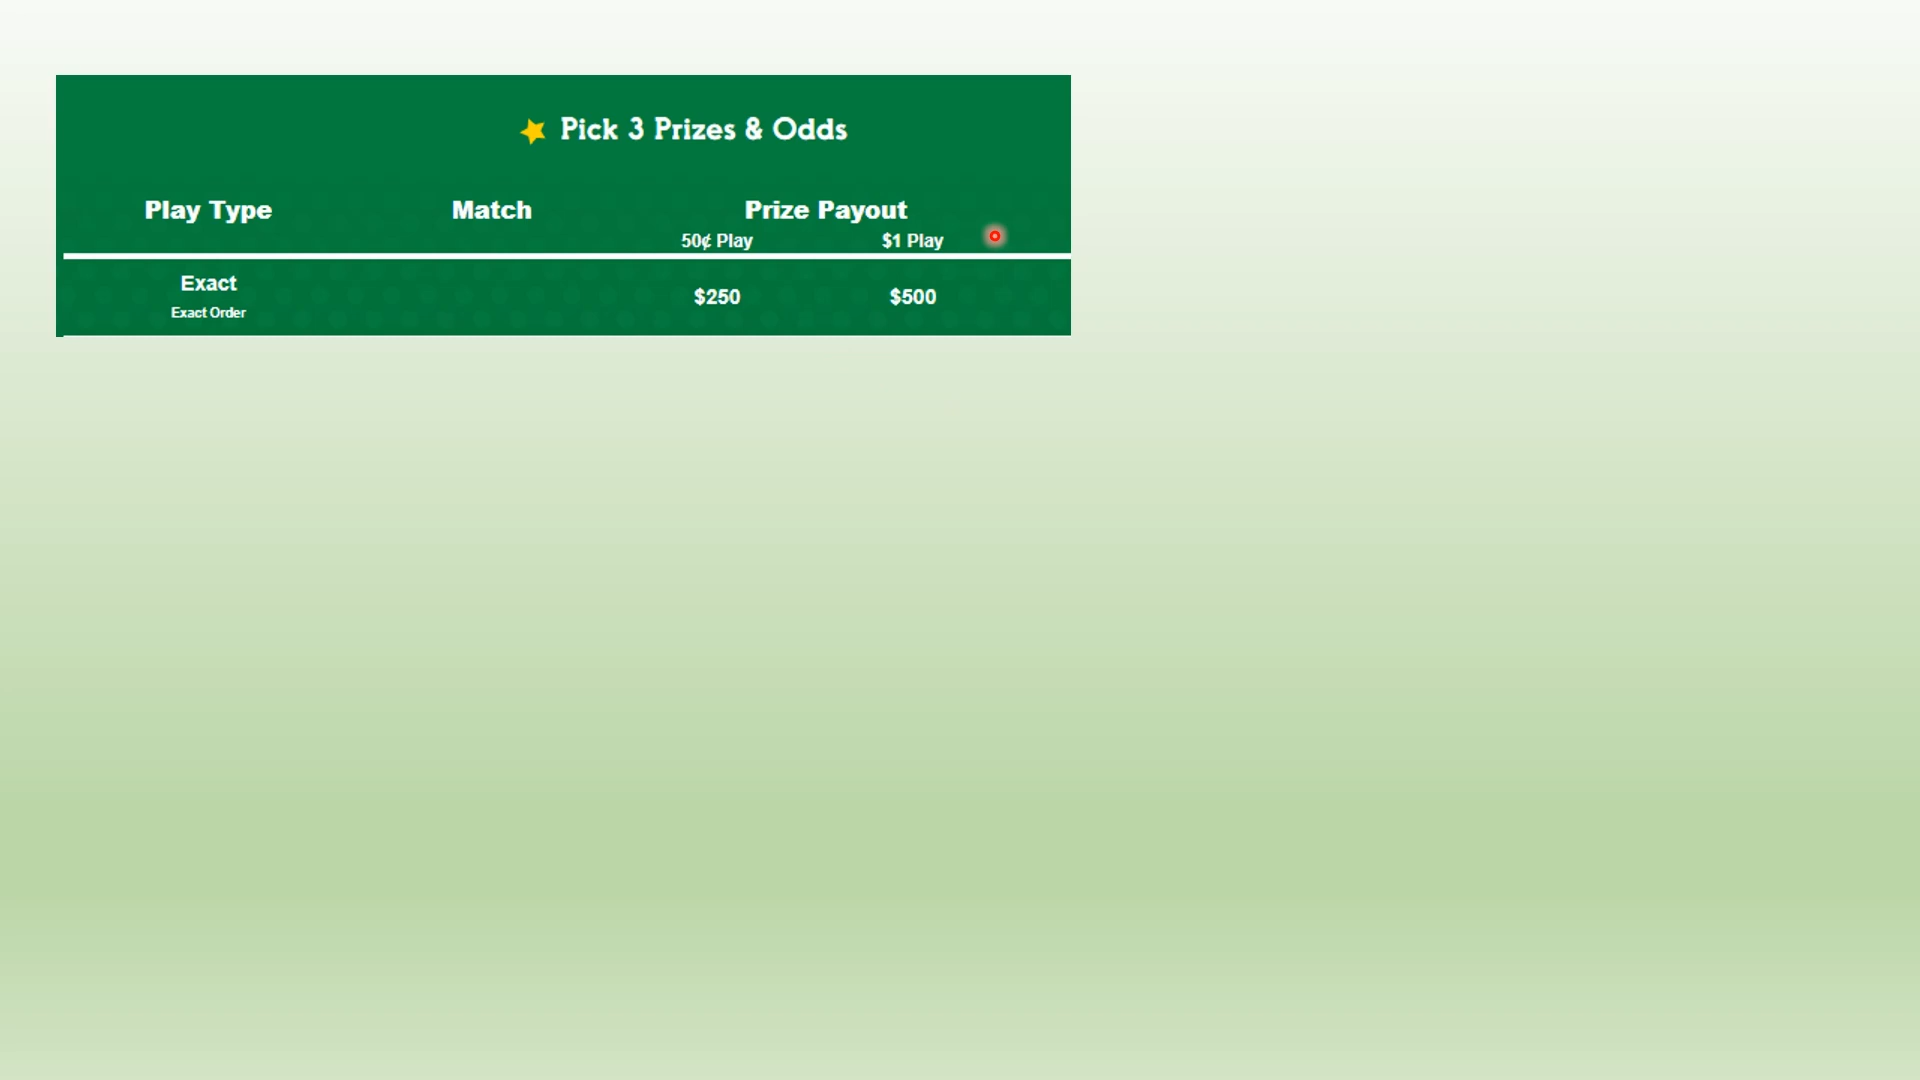 Pick 3 Prizes & Odds
Play Type Match Prize Payout
50¢ Play $1 Play
Exact
Exact Order
$250 $500